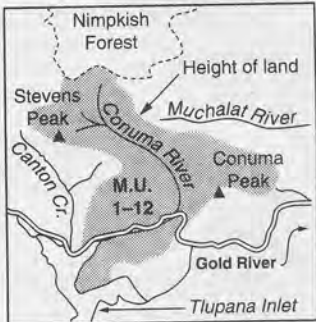 Nimpkish
Forest
Height of land
Stevens
Peak
Conuma River
Muchalat River
Canton Cr.
Conuma
Peak
M.U.
1–12
Gold River
Tlupana Inlet